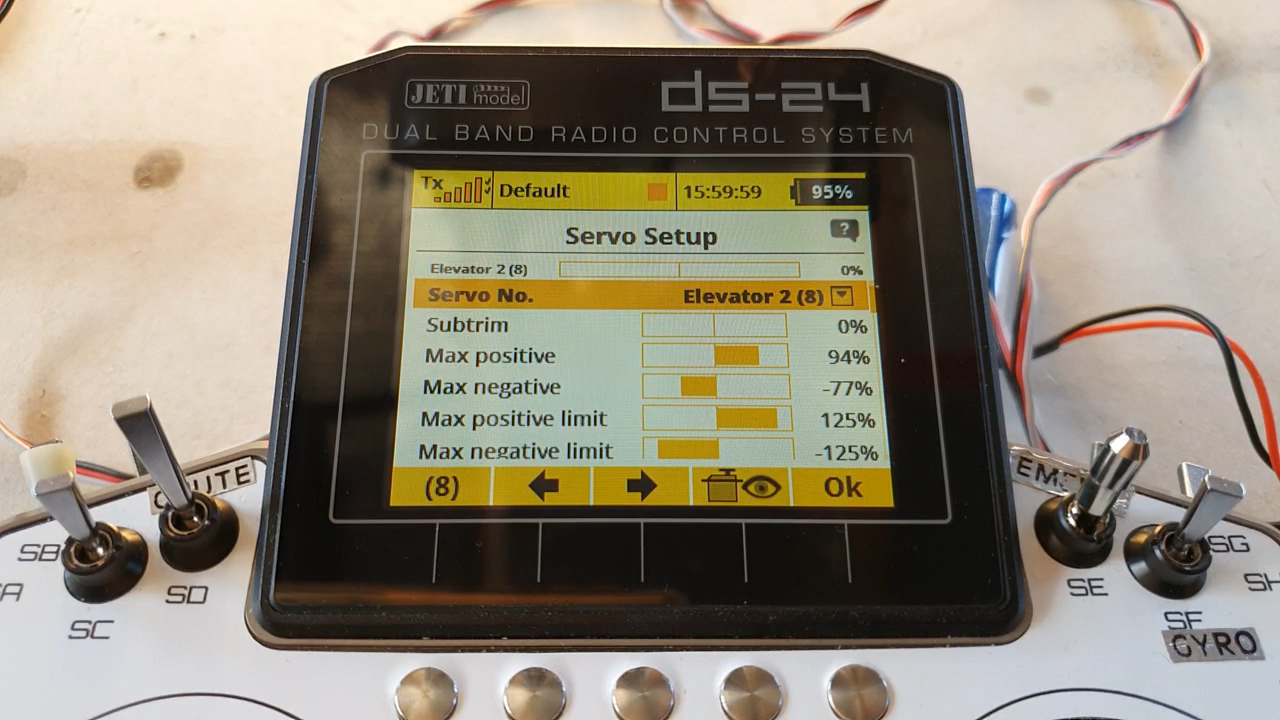 JETI model
ds-24
DUAL BAND RADIO CONTROL SYSTEM
Tx Default 15:59:59 95%
Servo Setup ?
Elevator 2 (8) 0%
Servo No. Elevator 2 (8)
Subtrim 0%
Max positive 94%
Max negative -77%
Max positive limit 125%
Max negative limit -125%
(8) Ok
SB
SD
SC
SE
SG
SF
GYRO